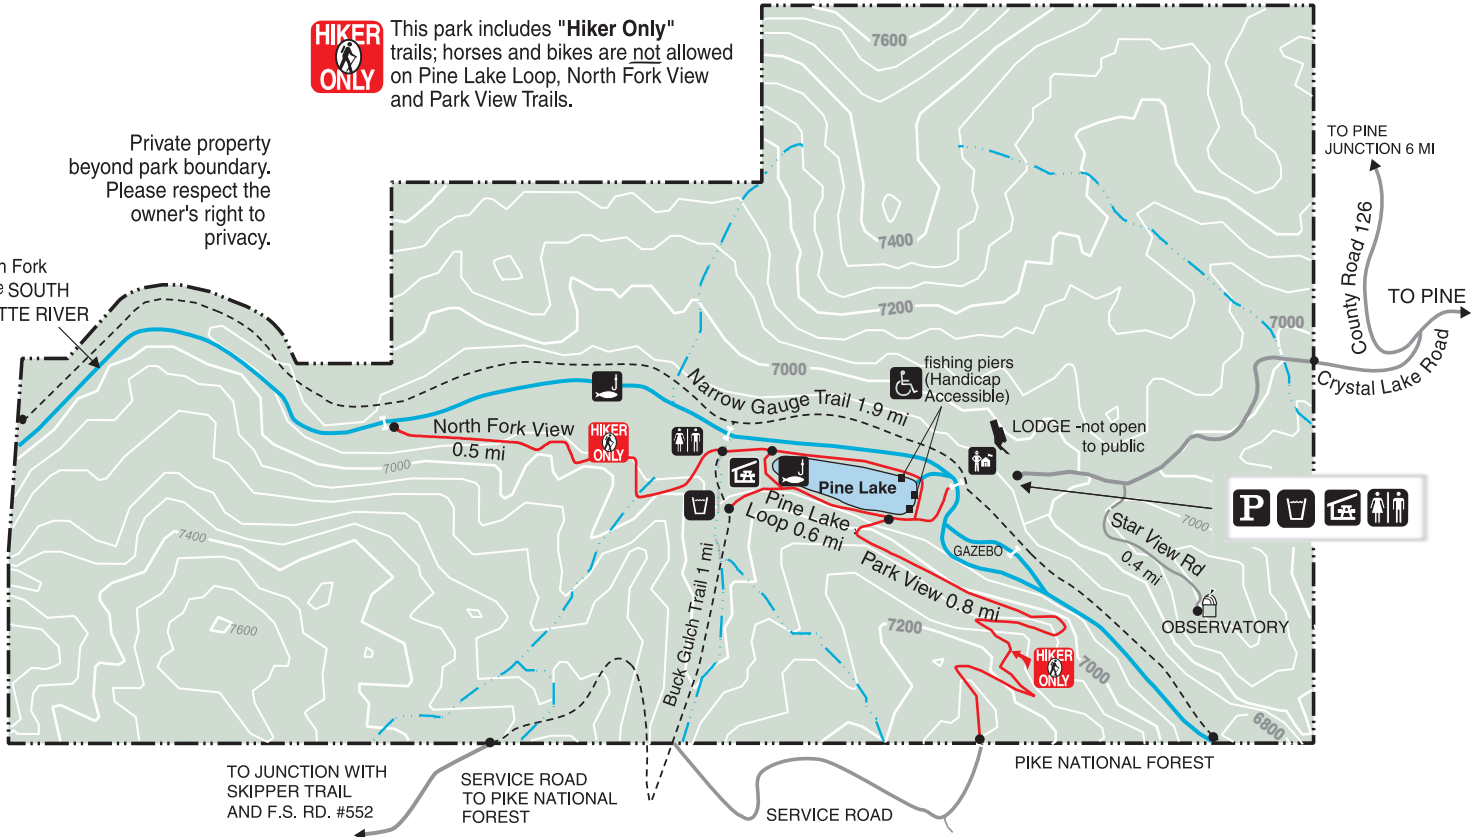 HIKER
ONLY
This park includes "Hiker Only"
trails; horses and bikes are not allowed
on Pine Lake Loop, North Fork View
and Park View Trails.
Private property
beyond park boundary.
Please respect the
owner's right to
privacy.
Fork
SOUTH
RIVER
7600
7400
7200
7000
7000
TO PINE
JUNCTION 6 MI
County Road 126
TO PINE
Crystal Lake Road
fishing piers
(Handicap
Accessible)
Narrow Gauge Trail 1.9 mi
LODGE -not open
to public
North Fork View
0.5 mi
HIKER
ONLY
7000
Pine Lake
Pine Lake
Loop 0.6 mi
P
Star View Rd
0.4 mi
7000
GAZEBO
Park View 0.8 mi
OBSERVATORY
7400
7600
Buck Gulch Trail 1 mi
7200
HIKER
ONLY
7000
6800
TO JUNCTION WITH
SKIPPER TRAIL
AND F.S. RD. #552
SERVICE ROAD
TO PIKE NATIONAL
FOREST
SERVICE ROAD
PIKE NATIONAL FOREST